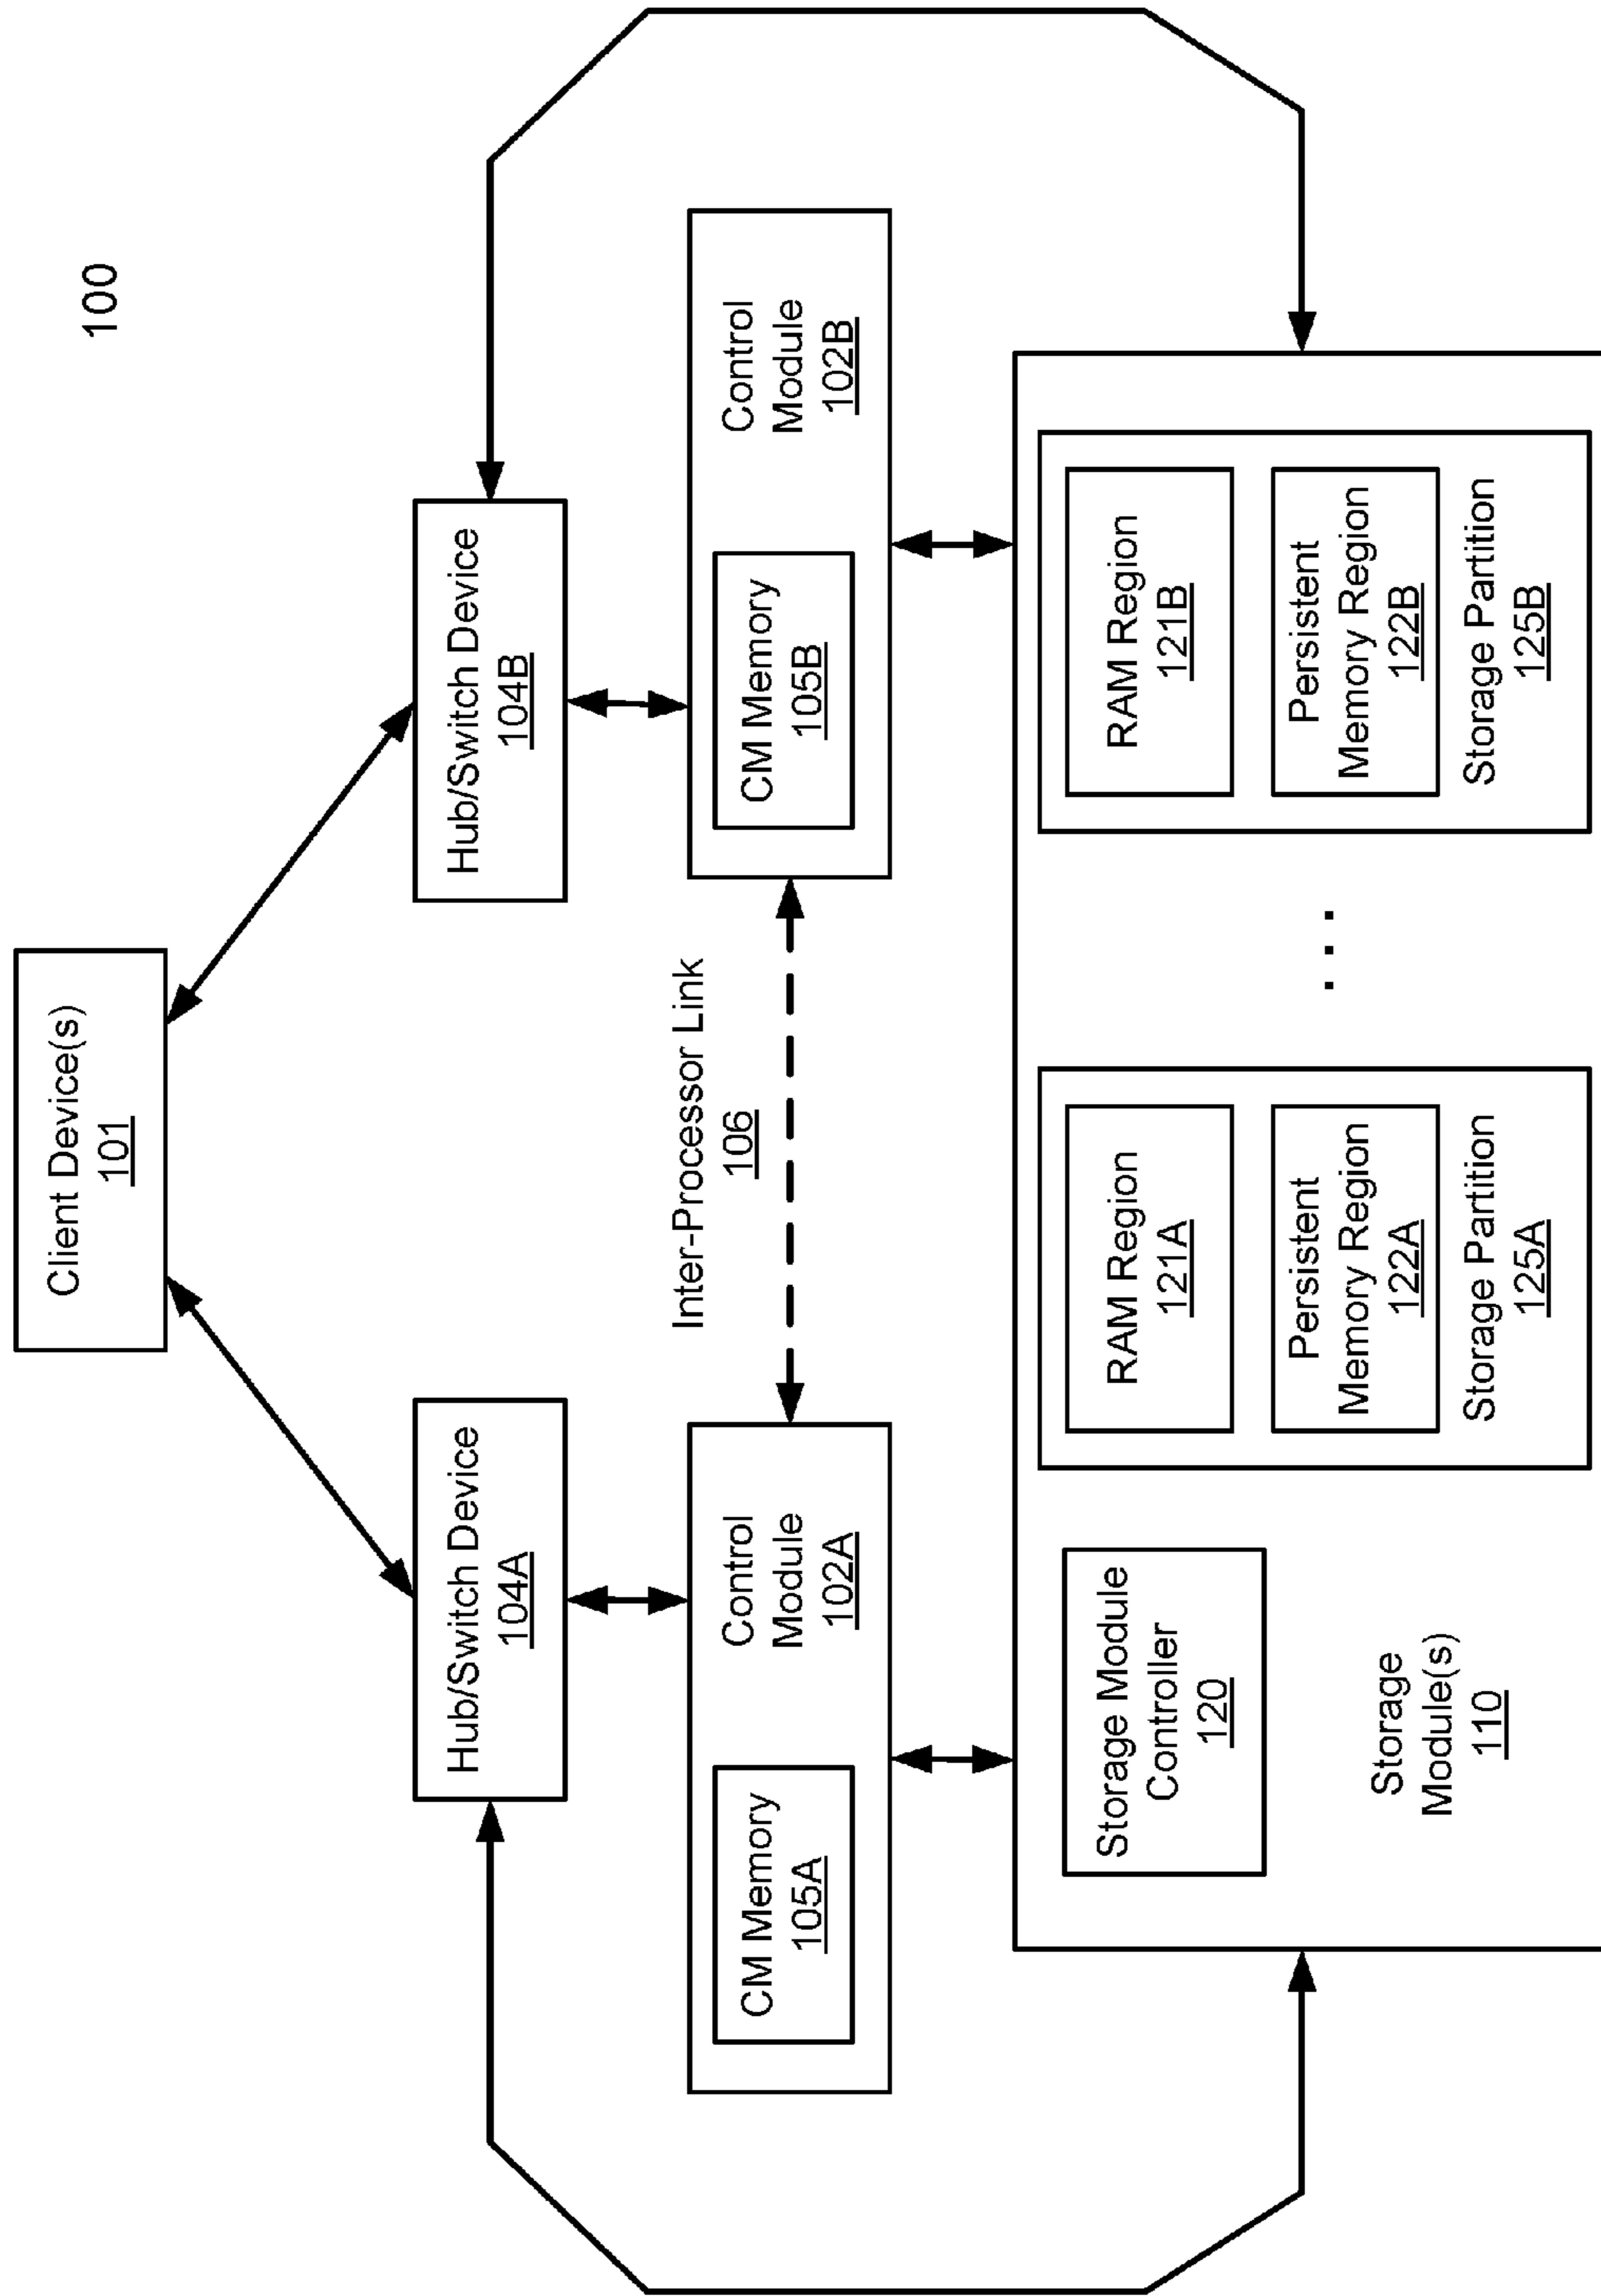 100
Client Device(s)
101
Hub/Switch Device
104A
Hub/Switch Device
104B
Inter-Processor Link
106
CM Memory
105A
Control
Module
102A
CM Memory
105B
Control
Module
102B
Storage Module
Controller
120
Storage
Module(s)
110
RAM Region
121A
Persistent
Memory Region
122A
Storage Partition
125A
. . .
RAM Region
121B
Persistent
Memory Region
122B
Storage Partition
125B